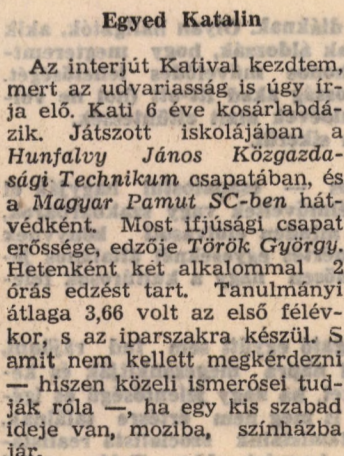 Egyed Katalin
Az interjút Katival kezdtem,
mert az udvariasság is úgy ír-
ja elő. Kati 6 éve kosárlabdá-
zik. Játszott iskolájában a
Hunfalvy János Közgazda-
sági Technikum csapatában, és
a Magyar Pamut SC-ben hát-
védként. Most ifjúsági csapat
erőssége, edzője Török György.
Hetenként két alkalommal 2
órás edzést tart. Tanulmányi
átlaga 3,66 volt az első félév-
kor, s az iparszakra készül. S
amit nem kellett megkérdezni
— hiszen közeli ismerősei tud-
ják róla —, ha egy kis szabad
ideje van, moziba, színházba
jár.